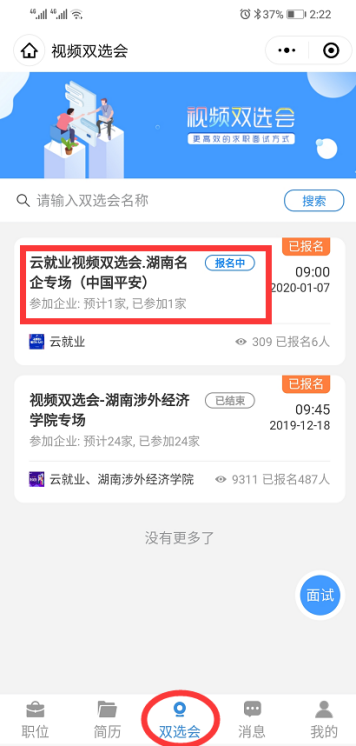 46 46 37% 2:22
视频双选会
视频双选会
更高效的求职面试方式
请输入双选会名称 搜索
已报名
云就业视频双选会.湖南名 报名中 09:00
企专场（中国平安） 2020-01-07
参加企业: 预计1家, 已参加1家
云就业 309 已报名6人
已报名
视频双选会-湖南涉外经济 已结束 09:45
学院专场 2019-12-18
参加企业: 预计24家, 已参加24家
云就业、湖南涉外经济学院 9311 已报名487人
没有更多了
面试
职位 简历 双选会 消息 我的